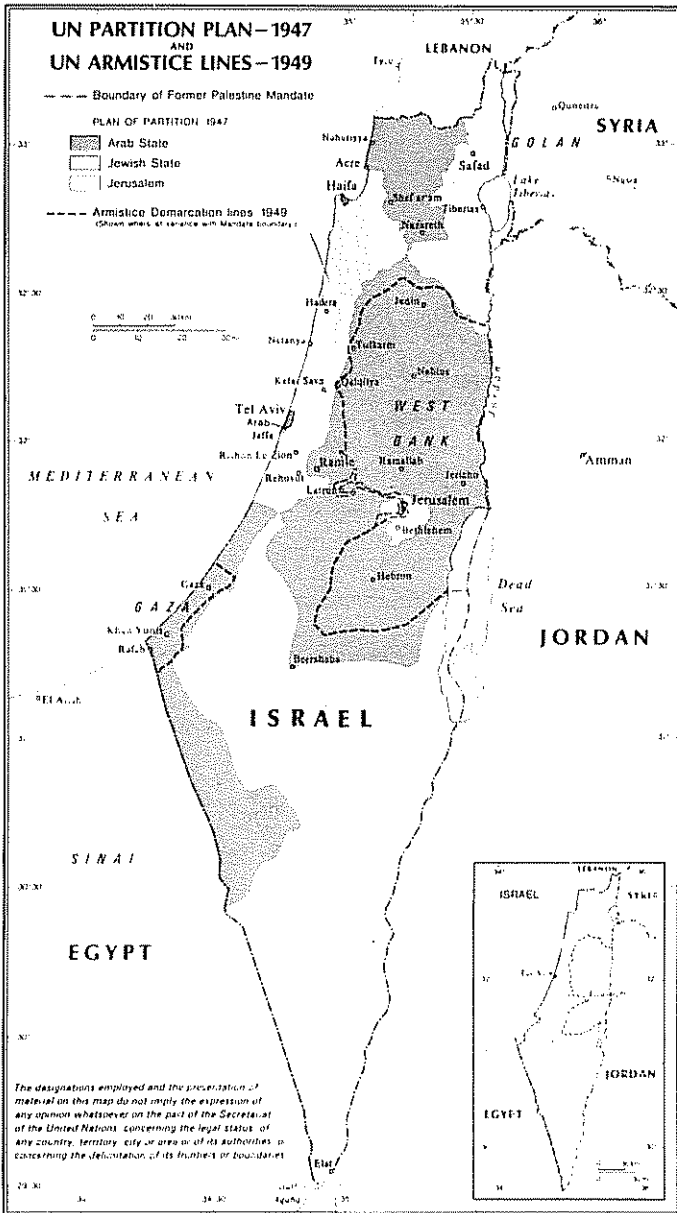 UN PARTITION PLAN–1947
AND
UN ARMISTICE LINES–1949
Boundary of Former Palestine Mandate
PLAN OF PARTITION 1947
Arab State
Jewish State
Jerusalem
Armistice Demarcation lines 1949
(Shown where at variance with Mandate boundary)
LEBANON
SYRIA
GOLAN
Nahariyya
Acre
Safad
Haifa
Shefar'am
Lake
Tiberias
Tiberias
Nazareth
Hadera
Jenin
Netanya
Tulkarm
Nablus
Kefar Sava
Qalqiliya
WEST
BANK
Jordan
Tel Aviv
Arab
Jaffa
Rishon Le Zion
Ramle
Ramallah
Rehovot
Latrun
Jericho
Amman
MEDITERRANEAN
SEA
Jerusalem
Bethlehem
Hebron
Dead
Sea
Gaza
GAZA
Khan Yunis
Rafah
Beersheba
JORDAN
ISRAEL
El Arish
SINAI
EGYPT
Elat
The designations employed and the presentation of
material on this map do not imply the expression of
any opinion whatsoever on the part of the Secretariat
of the United Nations concerning the legal status of
any country, territory, city or area or of its authorities, o
concerning the delimitation of its frontiers or boundaries
LEBANON
ISRAEL
SYRIA
JORDAN
EGYPT